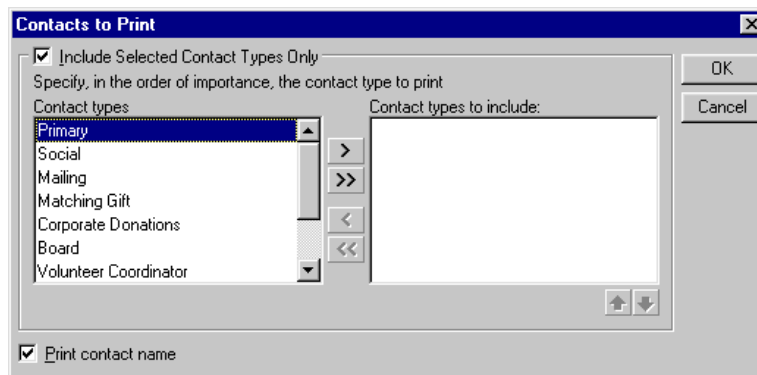 Contacts to Print
Include Selected Contact Types Only
Specify, in the order of importance, the contact type to print
Contact types
Contact types to include:
Primary
Social
Mailing
Matching Gift
Corporate Donations
Board
Volunteer Coordinator
>
>>
<
<<
OK
Cancel
Print contact name